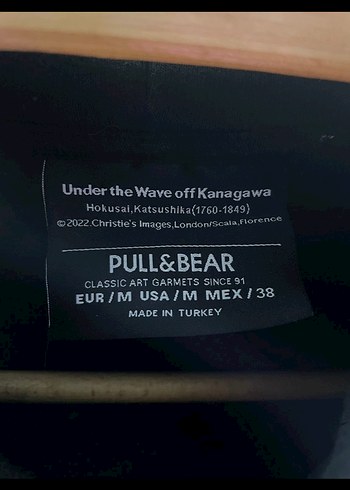 Under the Wave off Kanagawa
Hokusai,Katsushika(1760-1849)
©2022.Christie's Images,London/Scala,Florence
PULL&BEAR
CLASSIC ART GARMETS SINCE 91
EUR / M USA / M MEX / 38
MADE IN TURKEY